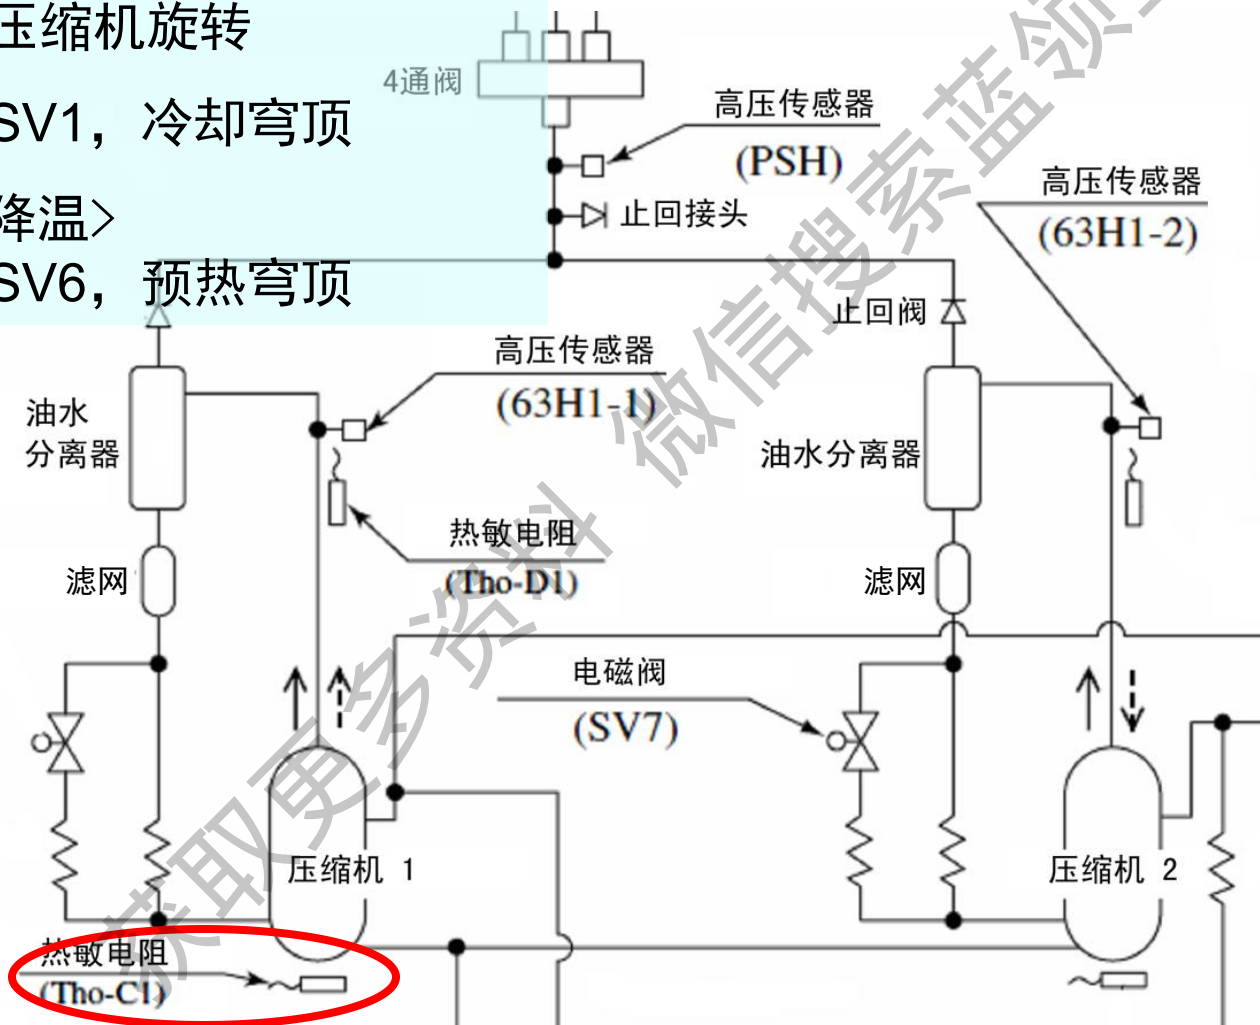 压缩机旋转
SV1，冷却穹顶
降温>
SV6，预热穹顶
4通阀
高压传感器
(PSH)
止回接头
高压传感器
(63H1-2)
止回阀
高压传感器
(63H1-1)
油水
分离器
油水分离器
热敏电阻
(Tho-D1)
滤网
滤网
电磁阀
(SV7)
压缩机 1
压缩机 2
热敏电阻
(Tho-C1)
获取更多资料 微信搜索蓝领